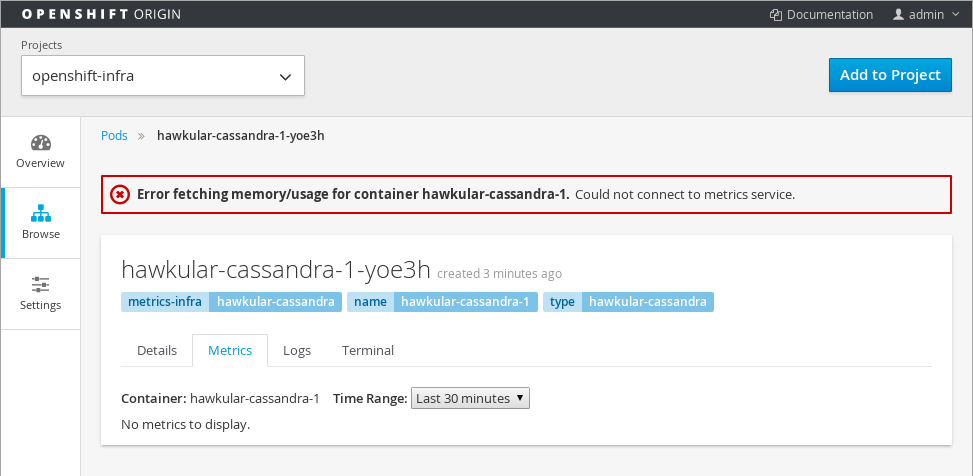 OPENSHIFT ORIGIN
Documentation
admin
Projects
openshift-infra
Add to Project
Overview
Browse
Settings
Pods » hawkular-cassandra-1-yoe3h
Error fetching memory/usage for container hawkular-cassandra-1. Could not connect to metrics service.
hawkular-cassandra-1-yoe3h created 3 minutes ago
metrics-infra hawkular-cassandra name hawkular-cassandra-1 type hawkular-cassandra
Details Metrics Logs Terminal
Container: hawkular-cassandra-1 Time Range: Last 30 minutes
No metrics to display.